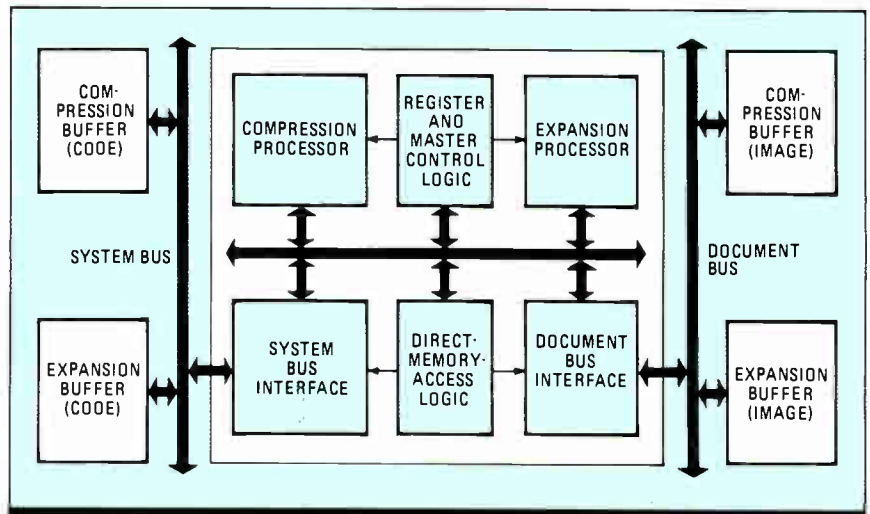 COM-
PRESSION
BUFFER
(CODE)
COMPRESSION
PROCESSOR
REGISTER
AND
MASTER
CONTROL
LOGIC
EXPANSION
PROCESSOR
COM-
PRESSION
BUFFER
(IMAGE)
SYSTEM BUS
DOCUMENT
BUS
EXPANSION
BUFFER
(CODE)
SYSTEM
BUS
INTERFACE
DIRECT-
MEMORY-
ACCESS
LOGIC
DOCUMENT
BUS
INTERFACE
EXPANSION
BUFFER
(IMAGE)